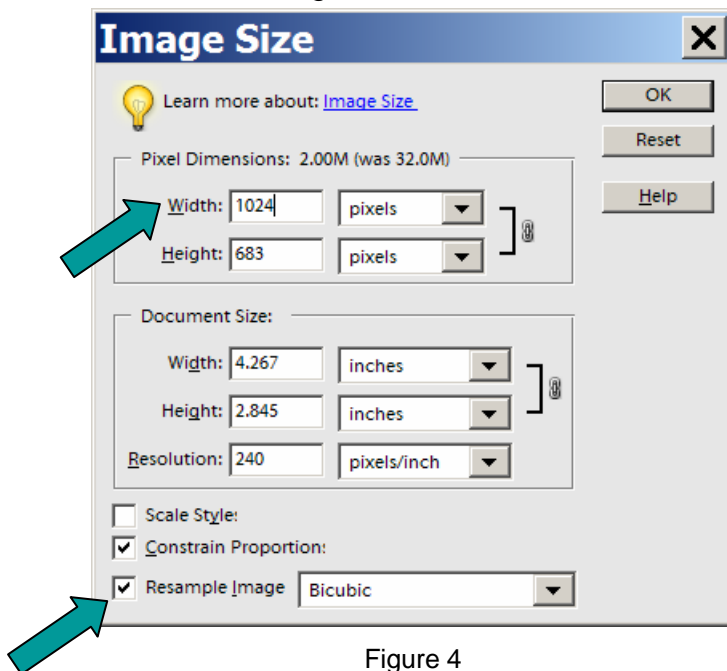 Image Size
Learn more about: Image Size
OK
Reset
Help
Pixel Dimensions: 2.00M (was 32.0M)
Width: 1024 pixels
Height: 683 pixels
Document Size:
Width: 4.267 inches
Height: 2.845 inches
Resolution: 240 pixels/inch
Scale Style:
Constrain Proportion:
Resample Image Bicubic
Figure 4